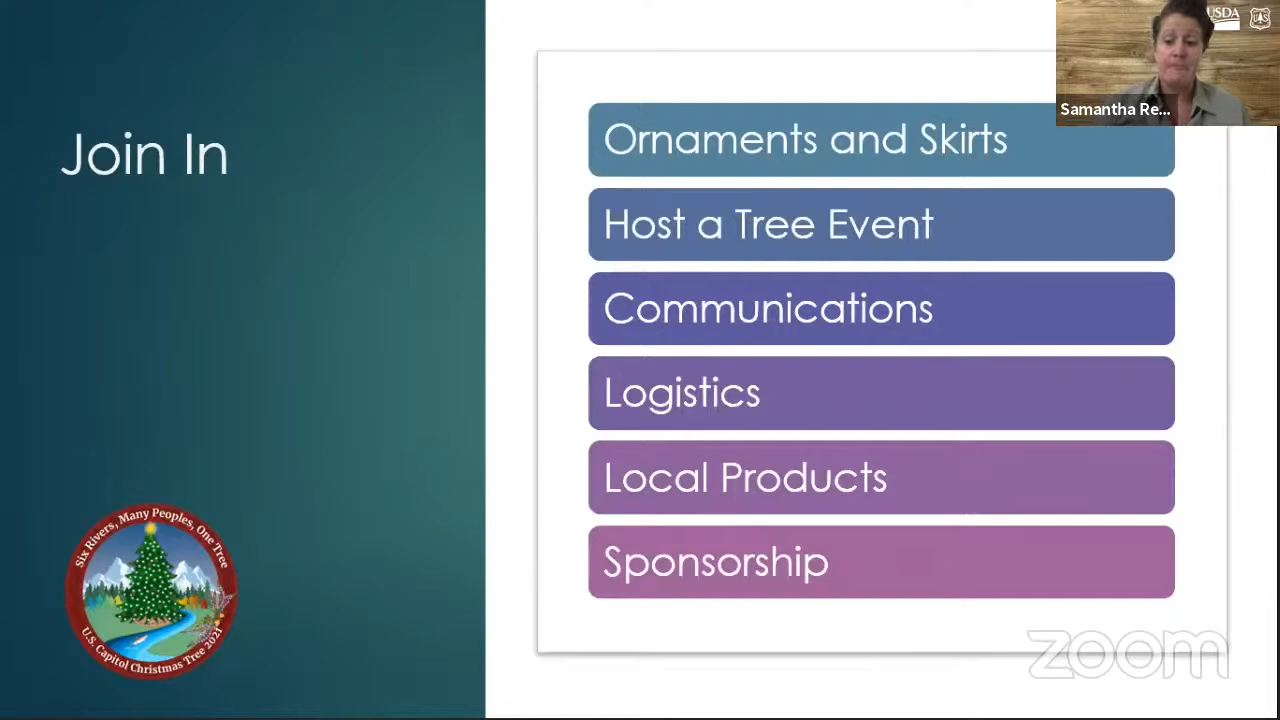 USDA
UAS
Samantha Re...
Join In
Ornaments and Skirts
Host a Tree Event
Communications
Logistics
Local Products
Sponsorship
Six Rivers, Many Peoples, One Tree
U.S. Capitol Christmas Tree 2021
zoom